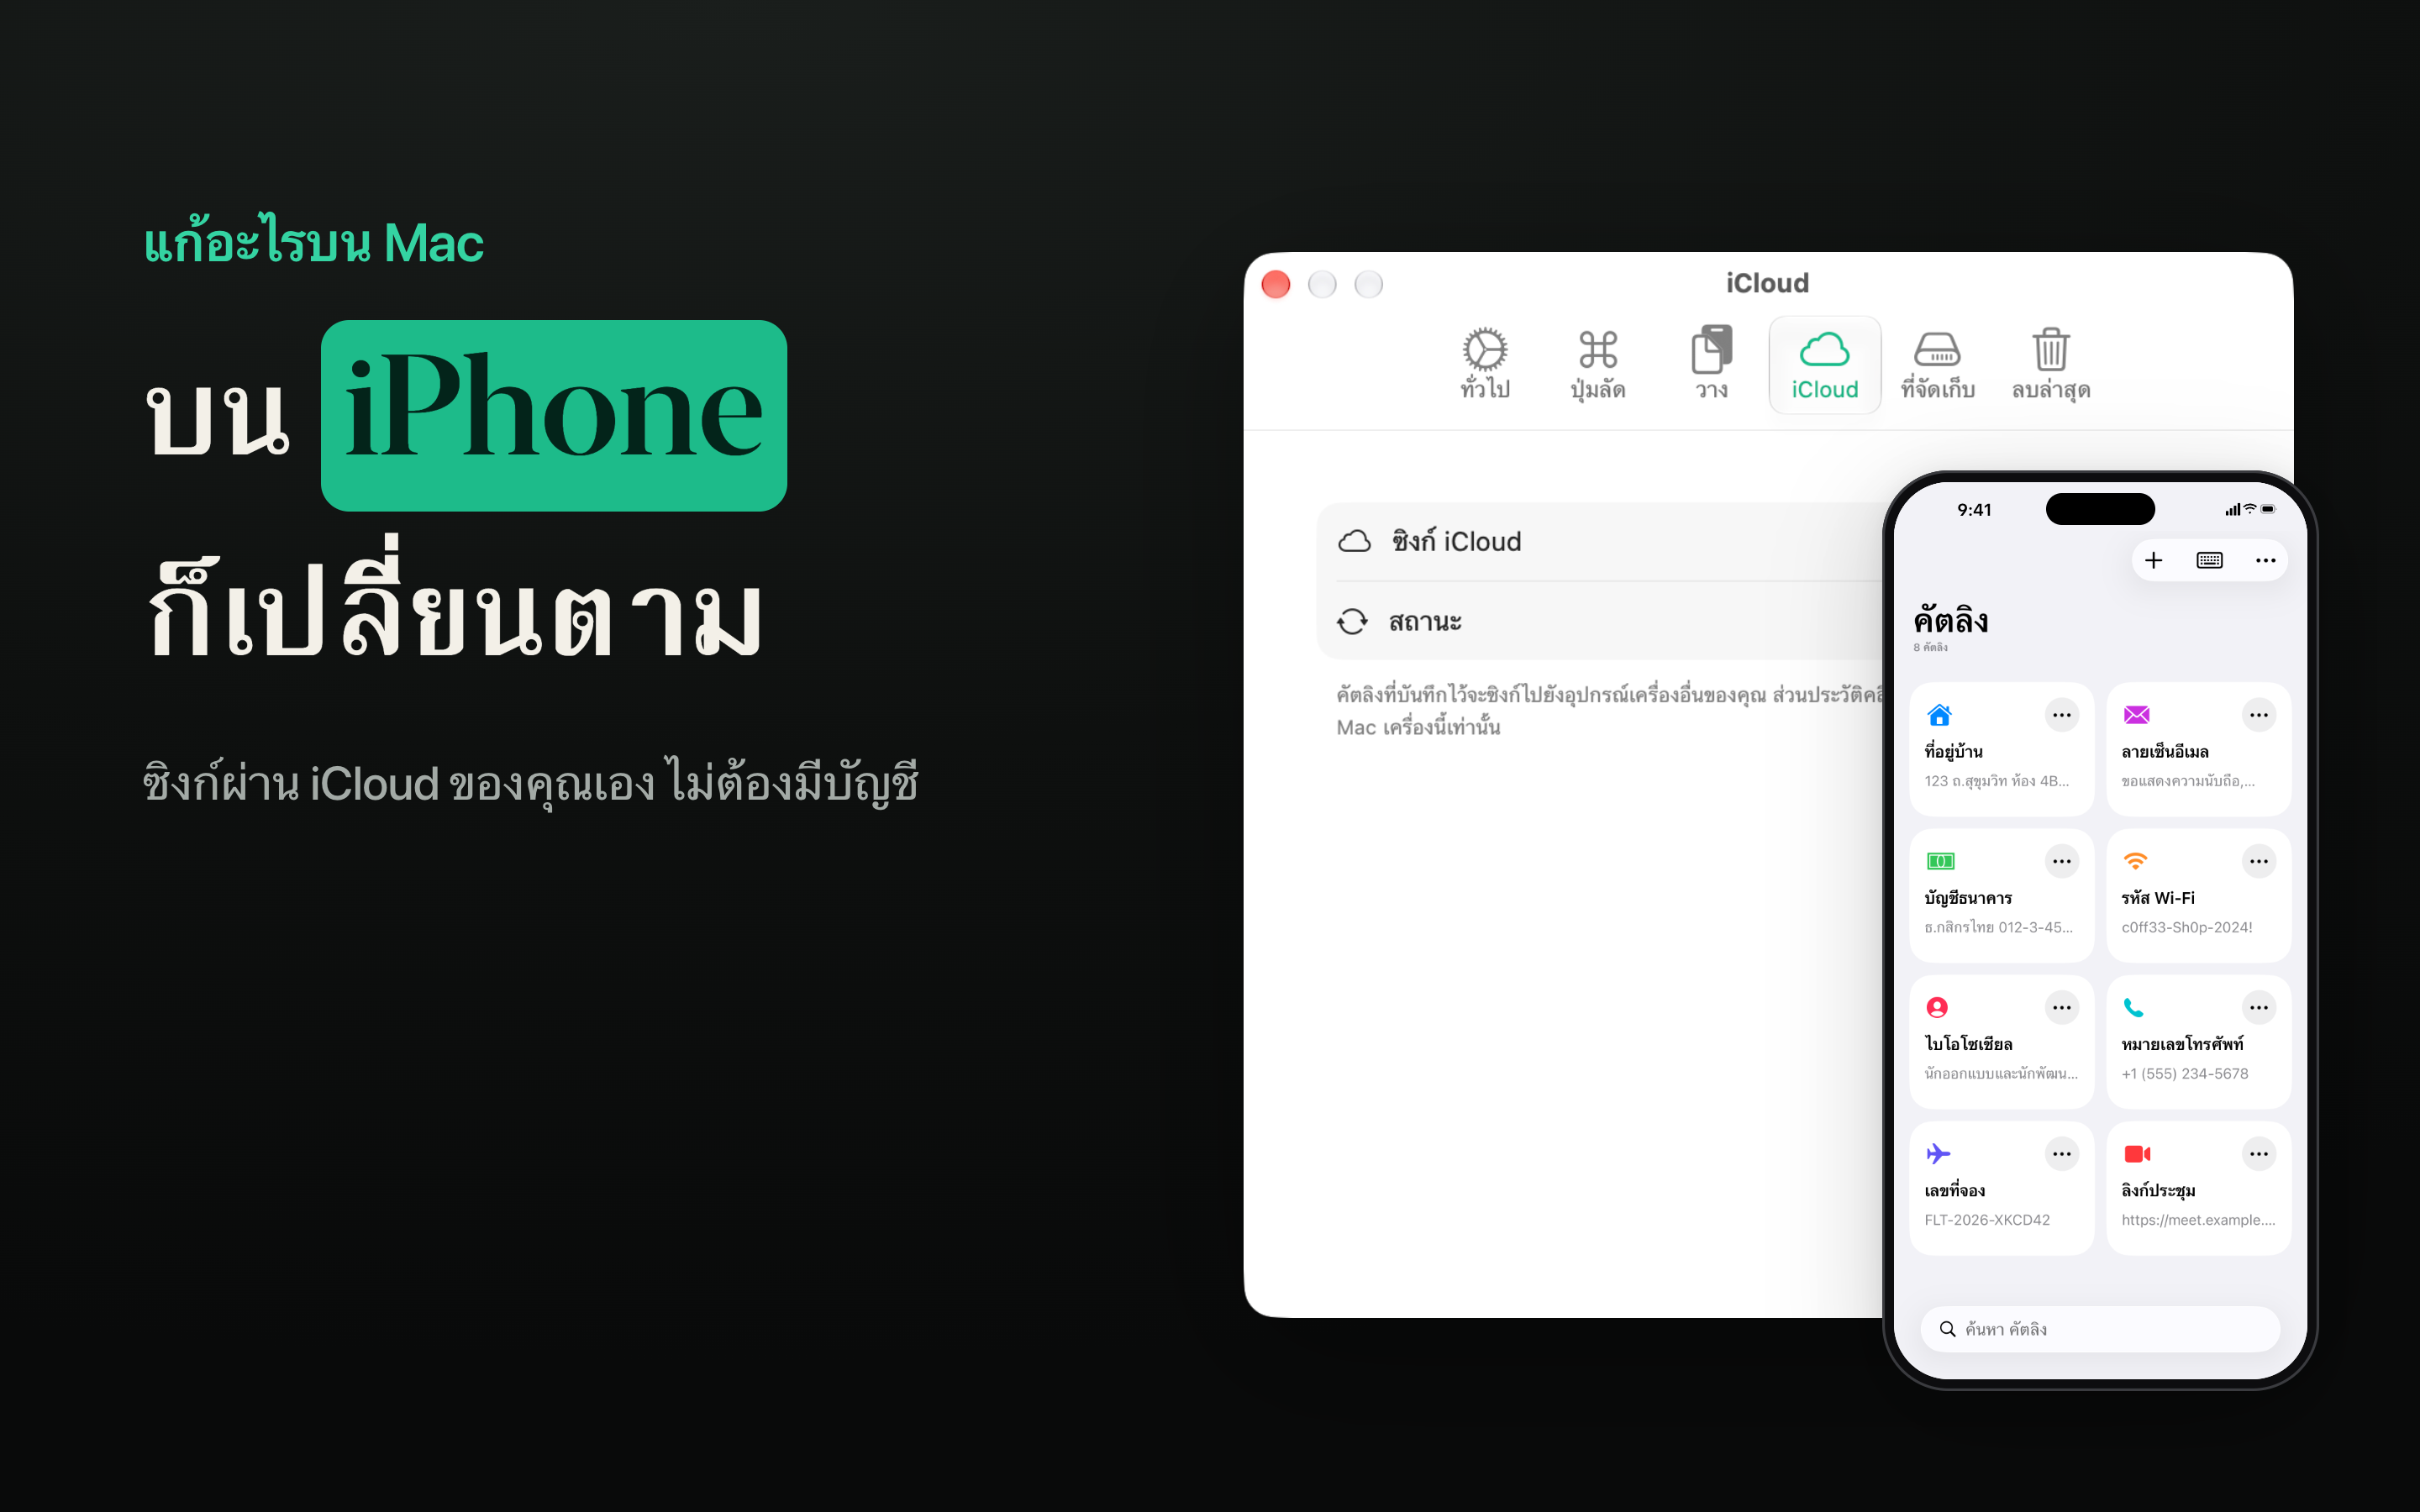 แก้อะไรบน Mac
บน iPhone
ก็เปลี่ยนตาม
ซิงก์ผ่าน iCloud ของคุณเอง ไม่ต้องมีบัญชี
iCloud
ทั่วไป
ปุ่มลัด
วาง
iCloud
ที่จัดเก็บ
ลบล่าสุด
ซิงก์ iCloud
สถานะ
คัตลิงที่บันทึกไว้จะซิงก์ไปยังอุปกรณ์เครื่องอื่นของคุณ ส่วนประวัติคลิ
Mac เครื่องนี้เท่านั้น
9:41
คัตลิง
8 คัตลิง
ที่อยู่บ้าน
123 ถ.สุขุมวิท ห้อง 4B...
ลายเซ็นอีเมล
ขอแสดงความนับถือ,...
บัญชีธนาคาร
ธ.กสิกรไทย 012-3-45...
รหัส Wi-Fi
c0ff33-Sh0p-2024!
ไบโอโซเชียล
นักออกแบบและนักพัฒน...
หมายเลขโทรศัพท์
+1 (555) 234-5678
เลขที่จอง
FLT-2026-XKCD42
ลิงก์ประชุม
https://meet.example....
ค้นหา คัตลิง